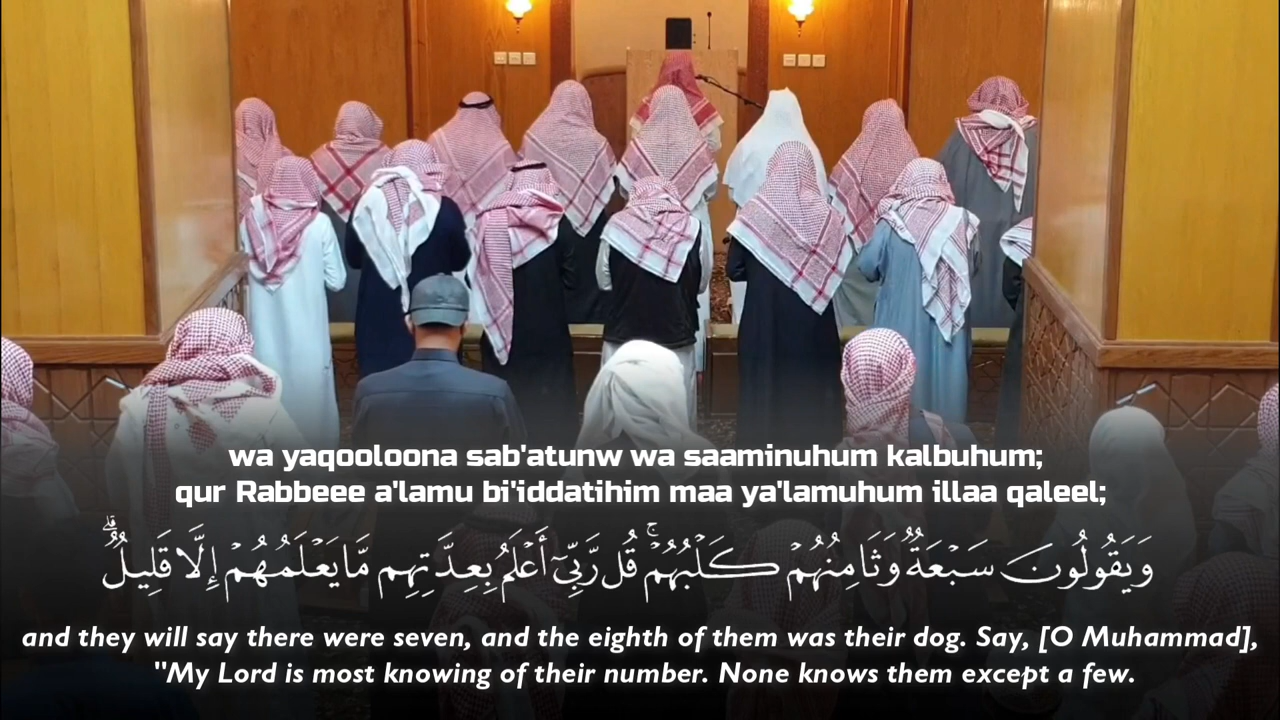 wa yaqooloona sab'atunw wa saaminuhum kalbuhum;
qur Rabbeee a'lamu bi'iddatihim maa ya'lamuhum illaa qaleel;
وَيَقُولُونَ سَبْعَةٌ وَثَامِنُهُمْ كَلْبُهُمْ ۚ قُل رَّبِّىٓ أَعْلَمُ بِعِدَّتِهِم مَّا يَعْلَمُهُمْ إِلَّا قَلِيلٌ ۗ
and they will say there were seven, and the eighth of them was their dog. Say, [O Muhammad],
"My Lord is most knowing of their number. None knows them except a few.